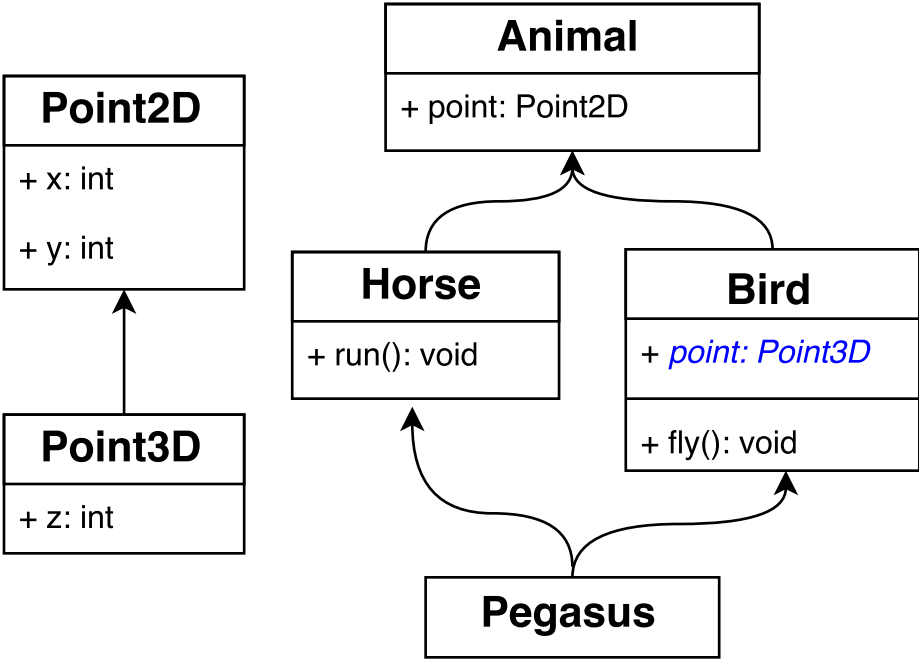 Animal
+ point: Point2D
Point2D
+ x: int
+ y: int
Horse
+ run(): void
Bird
+ point: Point3D
+ fly(): void
Point3D
+ z: int
Pegasus